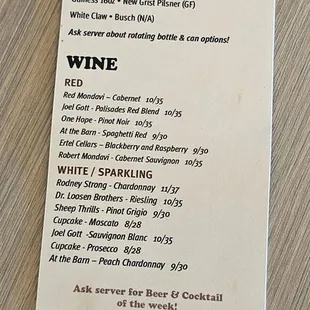 Guiness 16oz • New Grist Pilsner (GF)
White Claw • Busch (N/A)
Ask server about rotating bottle & can options!
WINE
RED
Red Mondavi – Cabernet 10/35
Joel Gott - Palisades Red Blend 10/35
One Hope - Pinot Noir 10/35
At the Barn - Spaghetti Red 9/30
Ertel Cellars – Blackberry and Raspberry 9/30
Robert Mondavi - Cabernet Sauvignon 10/35
WHITE / SPARKLING
Rodney Strong - Chardonnay 11/37
Dr. Loosen Brothers - Riesling 10/35
Sheep Thrills - Pinot Grigio 9/30
Cupcake - Moscato 8/28
Joel Gott -Sauvignon Blanc 10/35
Cupcake - Prosecco 8/28
At the Barn – Peach Chardonnay 9/30
Ask server for Beer & Cocktail
of the week!